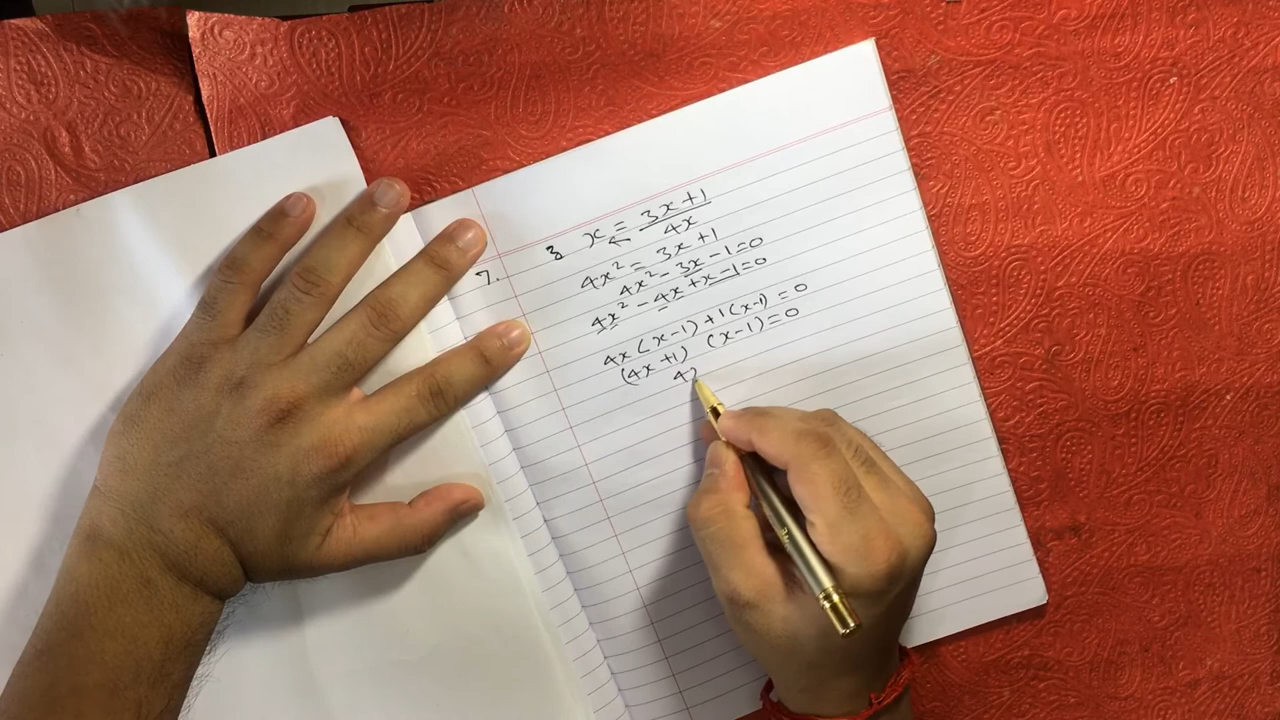 7. 3 x = 3x+1/4x
4x² = 3x+1
4x² - 3x - 1 = 0
4x² - 4x + x - 1 = 0
4x(x-1) + 1(x-1) = 0
(4x+1) (x-1) = 0
4x